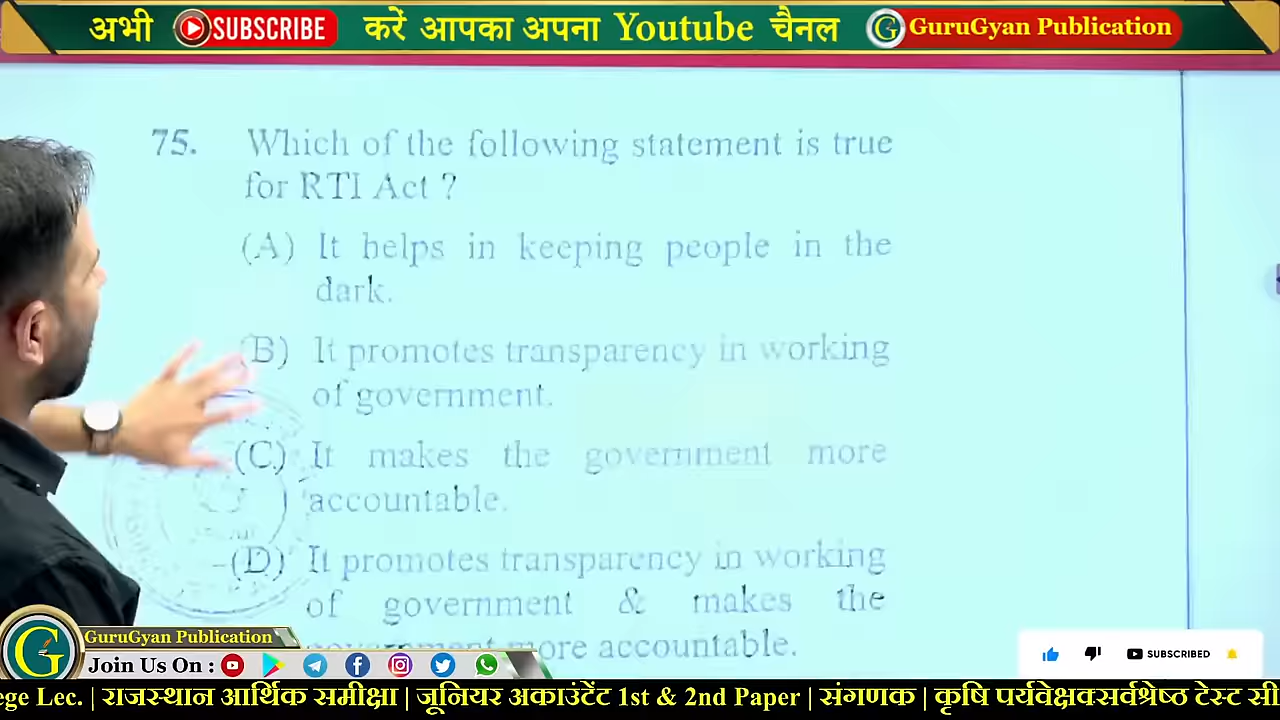 अभी SUBSCRIBE करें आपका अपना Youtube चैनल G GuruGyan Publication
75. Which of the following statement is true
for RTI Act ?
(A) It helps in keeping people in the
dark.
(B) It promotes transparency in working
of government.
(C) It makes the government more
accountable.
(D) It promotes transparency in working
of government & makes the
government more accountable.
G GuruGyan Publication
Join Us On :
SUBSCRIBED
ege Lec. | राजस्थान आर्थिक समीक्षा | जूनियर अकाउंटेंट 1st & 2nd Paper | संगणक | कृषि पर्यवेक्षक सर्वश्रेष्ठ टेस्ट सी